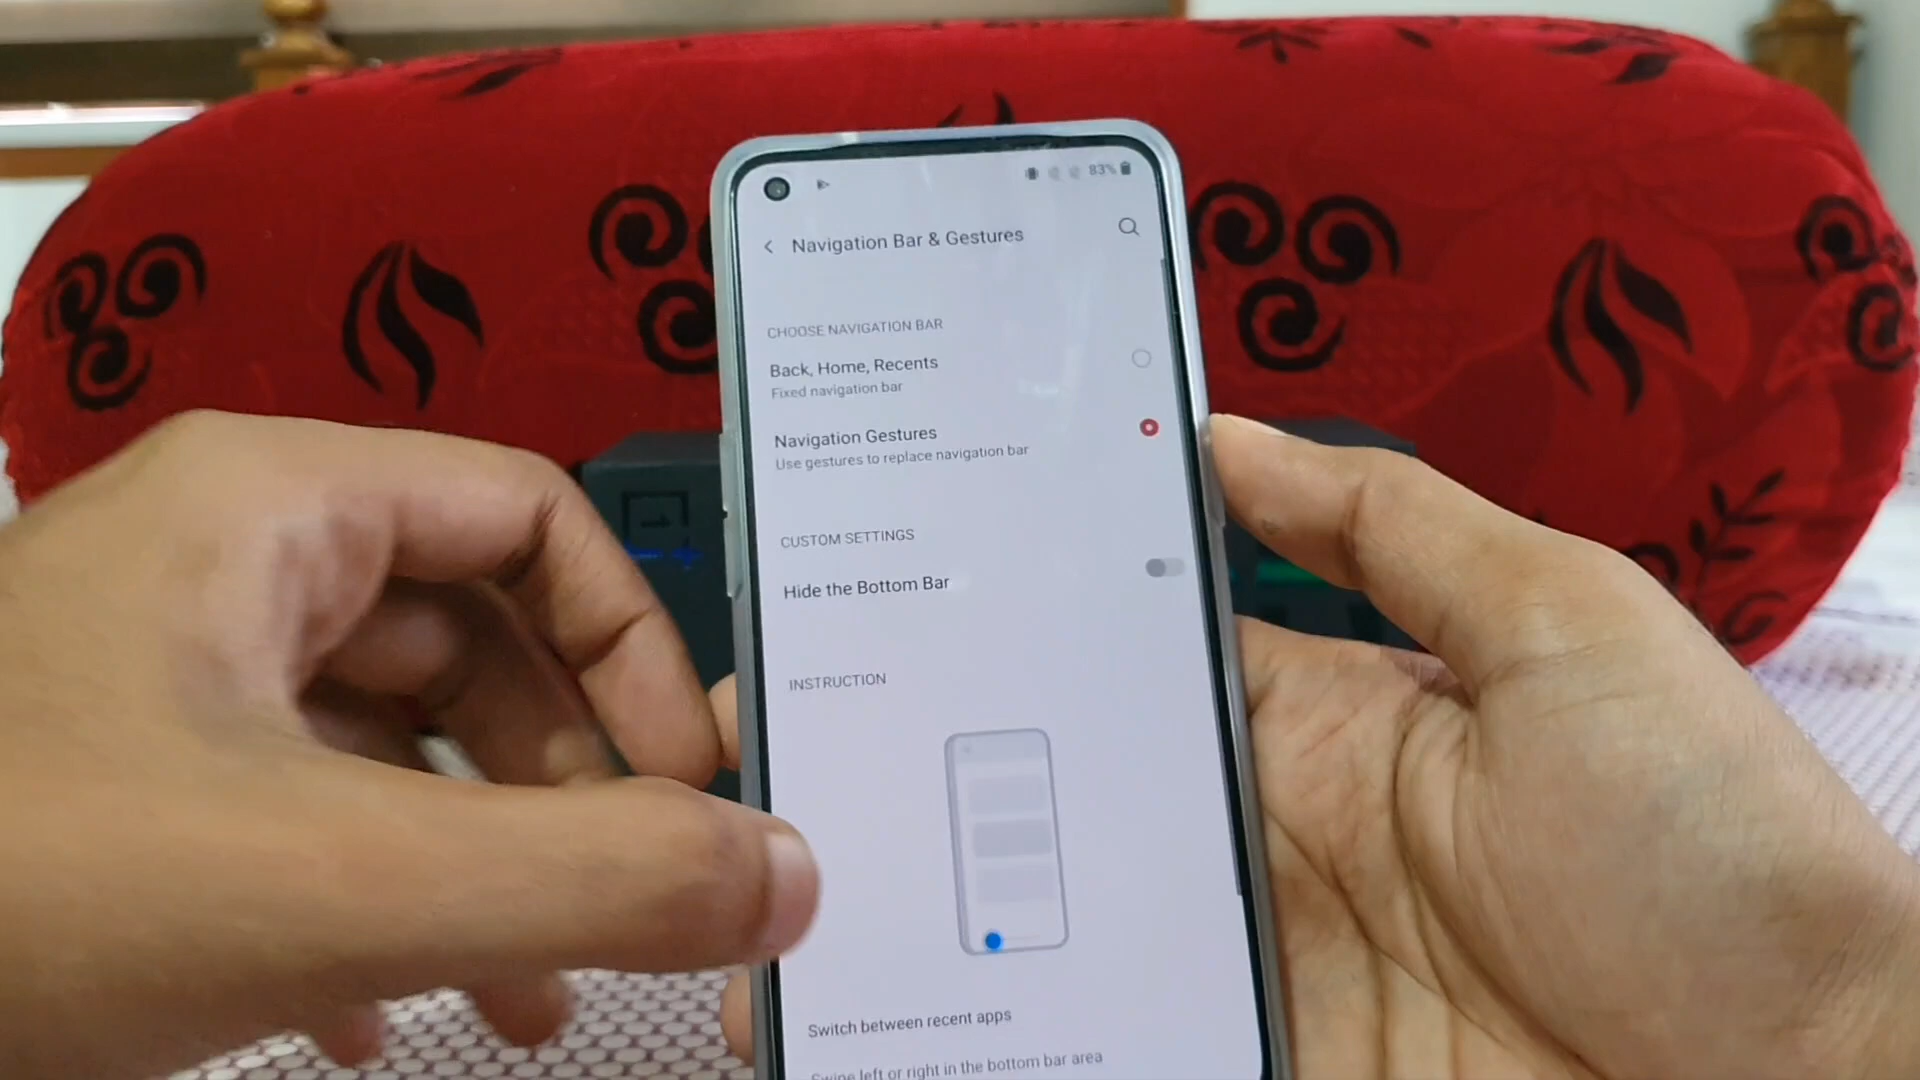 83%
Navigation Bar & Gestures
CHOOSE NAVIGATION BAR
Back, Home, Recents
Fixed navigation bar
Navigation Gestures
Use gestures to replace navigation bar
CUSTOM SETTINGS
Hide the Bottom Bar
INSTRUCTION
Switch between recent apps
Swipe left or right in the bottom bar area